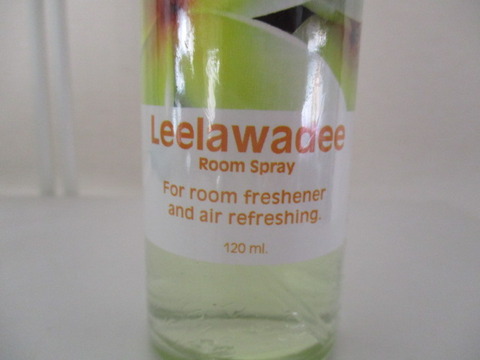 Leelawadee
Room Spray
For room freshener
and air refreshing.
120 ml.